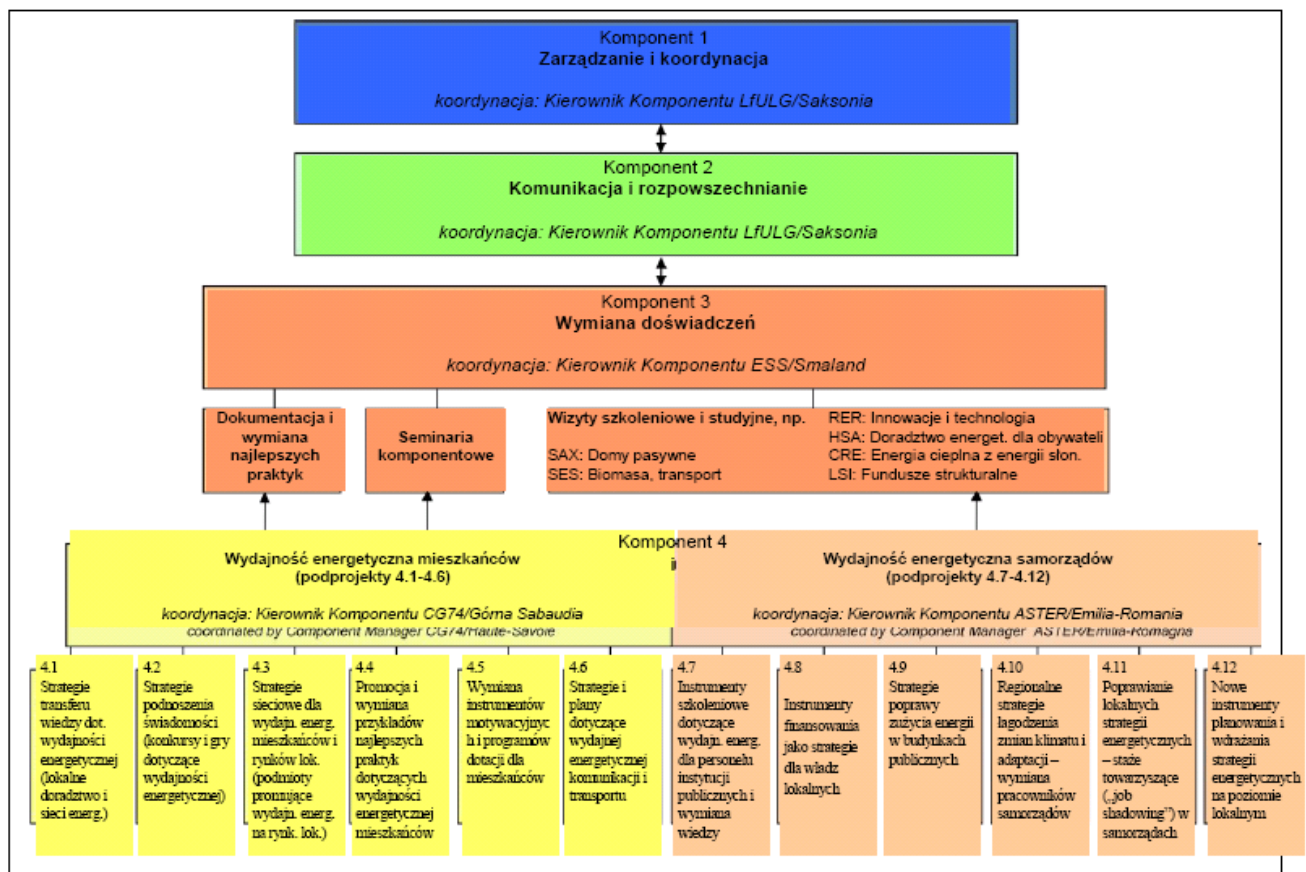 Komponent 1
Zarządzanie i koordynacja
koordynacja: Kierownik Komponentu LfULG/Saksonia
Komponent 2
Komunikacja i rozpowszechnianie
koordynacja: Kierownik Komponentu LfULG/Saksonia
Komponent 3
Wymiana doświadczeń
koordynacja: Kierownik Komponentu ESS/Smaland
Dokumentacja i
wymiana
najlepszych
praktyk
Seminaria
komponentowe
Wizyty szkoleniowe i studyjne, np.
SAX: Domy pasywne
SES: Biomasa, transport
RER: Innowacje i technologia
HSA: Doradztwo energet. dla obywateli
CRE: Energia cieplna z energii słon.
LSI: Fundusze strukturalne
Komponent 4
Wydajność energetyczna mieszkańców
(podprojekty 4.1-4.6)
koordynacja: Kierownik Komponentu CG74/Górna Sabaudia
coordinated by Component Manager CG74/Haute-Savoie
Wydajność energetyczna samorządów
(podprojekty 4.7-4.12)
koordynacja: Kierownik Komponentu ASTER/Emilia-Romania
coordinated by Component Manager ASTER/Emilia-Romagna
4.1
Strategie
transferu
wiedzy dot.
wydajności
energetycznej
(lokalne
doradztwo i
sieci energ.)
4.2
Strategie
podnoszenia
świadomości
(konkursy i gry
dotyczące
wydajności
energetycznej)
4.3
Strategie
sieciowe dla
wydajn. energ.
mieszkańców i
rynków lok.
(podmioty
promujące
wydajn. energ.
na rynk. lok.)
4.4
Promocja i
wymiana
przykładów
najlepszych
praktyk
dotyczących
wydajności
energetycznej
mieszkańców
4.5
Wymiana
instrumentów
motywacyjnyc
h i programów
dotacji dla
mieszkańców
4.6
Strategie i
plany
dotyczące
wydajnej
energetycznej
komunikacji i
transportu
4.7
Instrumenty
szkoleniowe
dotyczące
wydajn. energ.
dla personelu
instytucji
publicznych i
wymiana
wiedzy
4.8
Instrumenty
finansowania
jako strategie
dla władz
lokalnych
4.9
Strategie
poprawy
zużycia energii
w budynkach
publicznych
4.10
Regionalne
strategie
łagodzenia
zmian klimatu i
adaptacji –
wymiana
pracowników
samorządów
4.11
Poprawianie
lokalnych
strategii
energetycznych
– staże
towarzyszące
(„job
shadowing”) w
samorządach
4.12
Nowe
instrumenty
planowania i
wdrażania
strategii
energetycznych
na poziomie
lokalnym